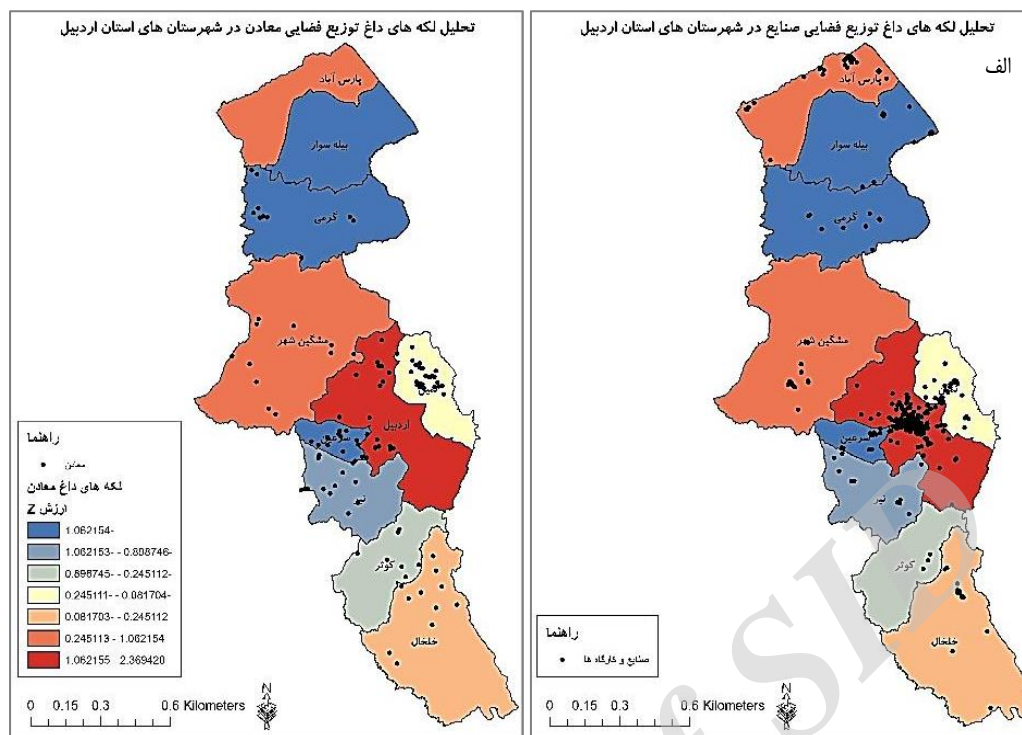 تحلیل لکه های داغ توزیع فضایی صنایع در شهرستان های استان اردبیل
الف
پارس آباد
بیله سوار
گرمی
مشگین شهر
سرعین
نیر
کوثر
خلخال
راهنما
صنایع و کارگاه ها
N
0 0.15 0.3 0.6 Kilometers
تحلیل لکه های داغ توزیع فضایی معادن در شهرستان های استان اردبیل
پارس آباد
بیله سوار
گرمی
مشگین شهر
اردبیل
سرعین
نیر
کوثر
خلخال
راهنما
معادن
لکه های داغ معادن
ارزش Z
1.062154-
1.062153- - 0.808746-
0.898745- - 0.245112-
0.245111- - 0.081704-
0.081703- - 0.245112
0.245113 - 1.062154
1.062155 2.369420
N
0 0.15 0.3 0.6 Kilometers